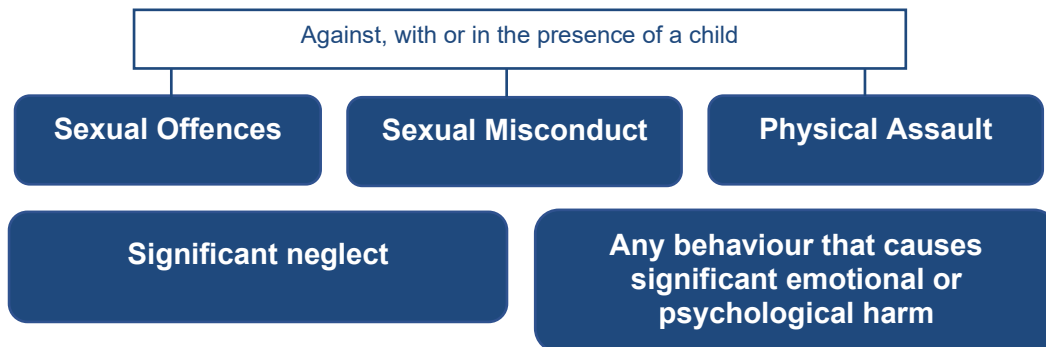 Against, with or in the presence of a child
Sexual Offences
Sexual Misconduct
Physical Assault
Significant neglect
Any behaviour that causes
significant emotional or
psychological harm